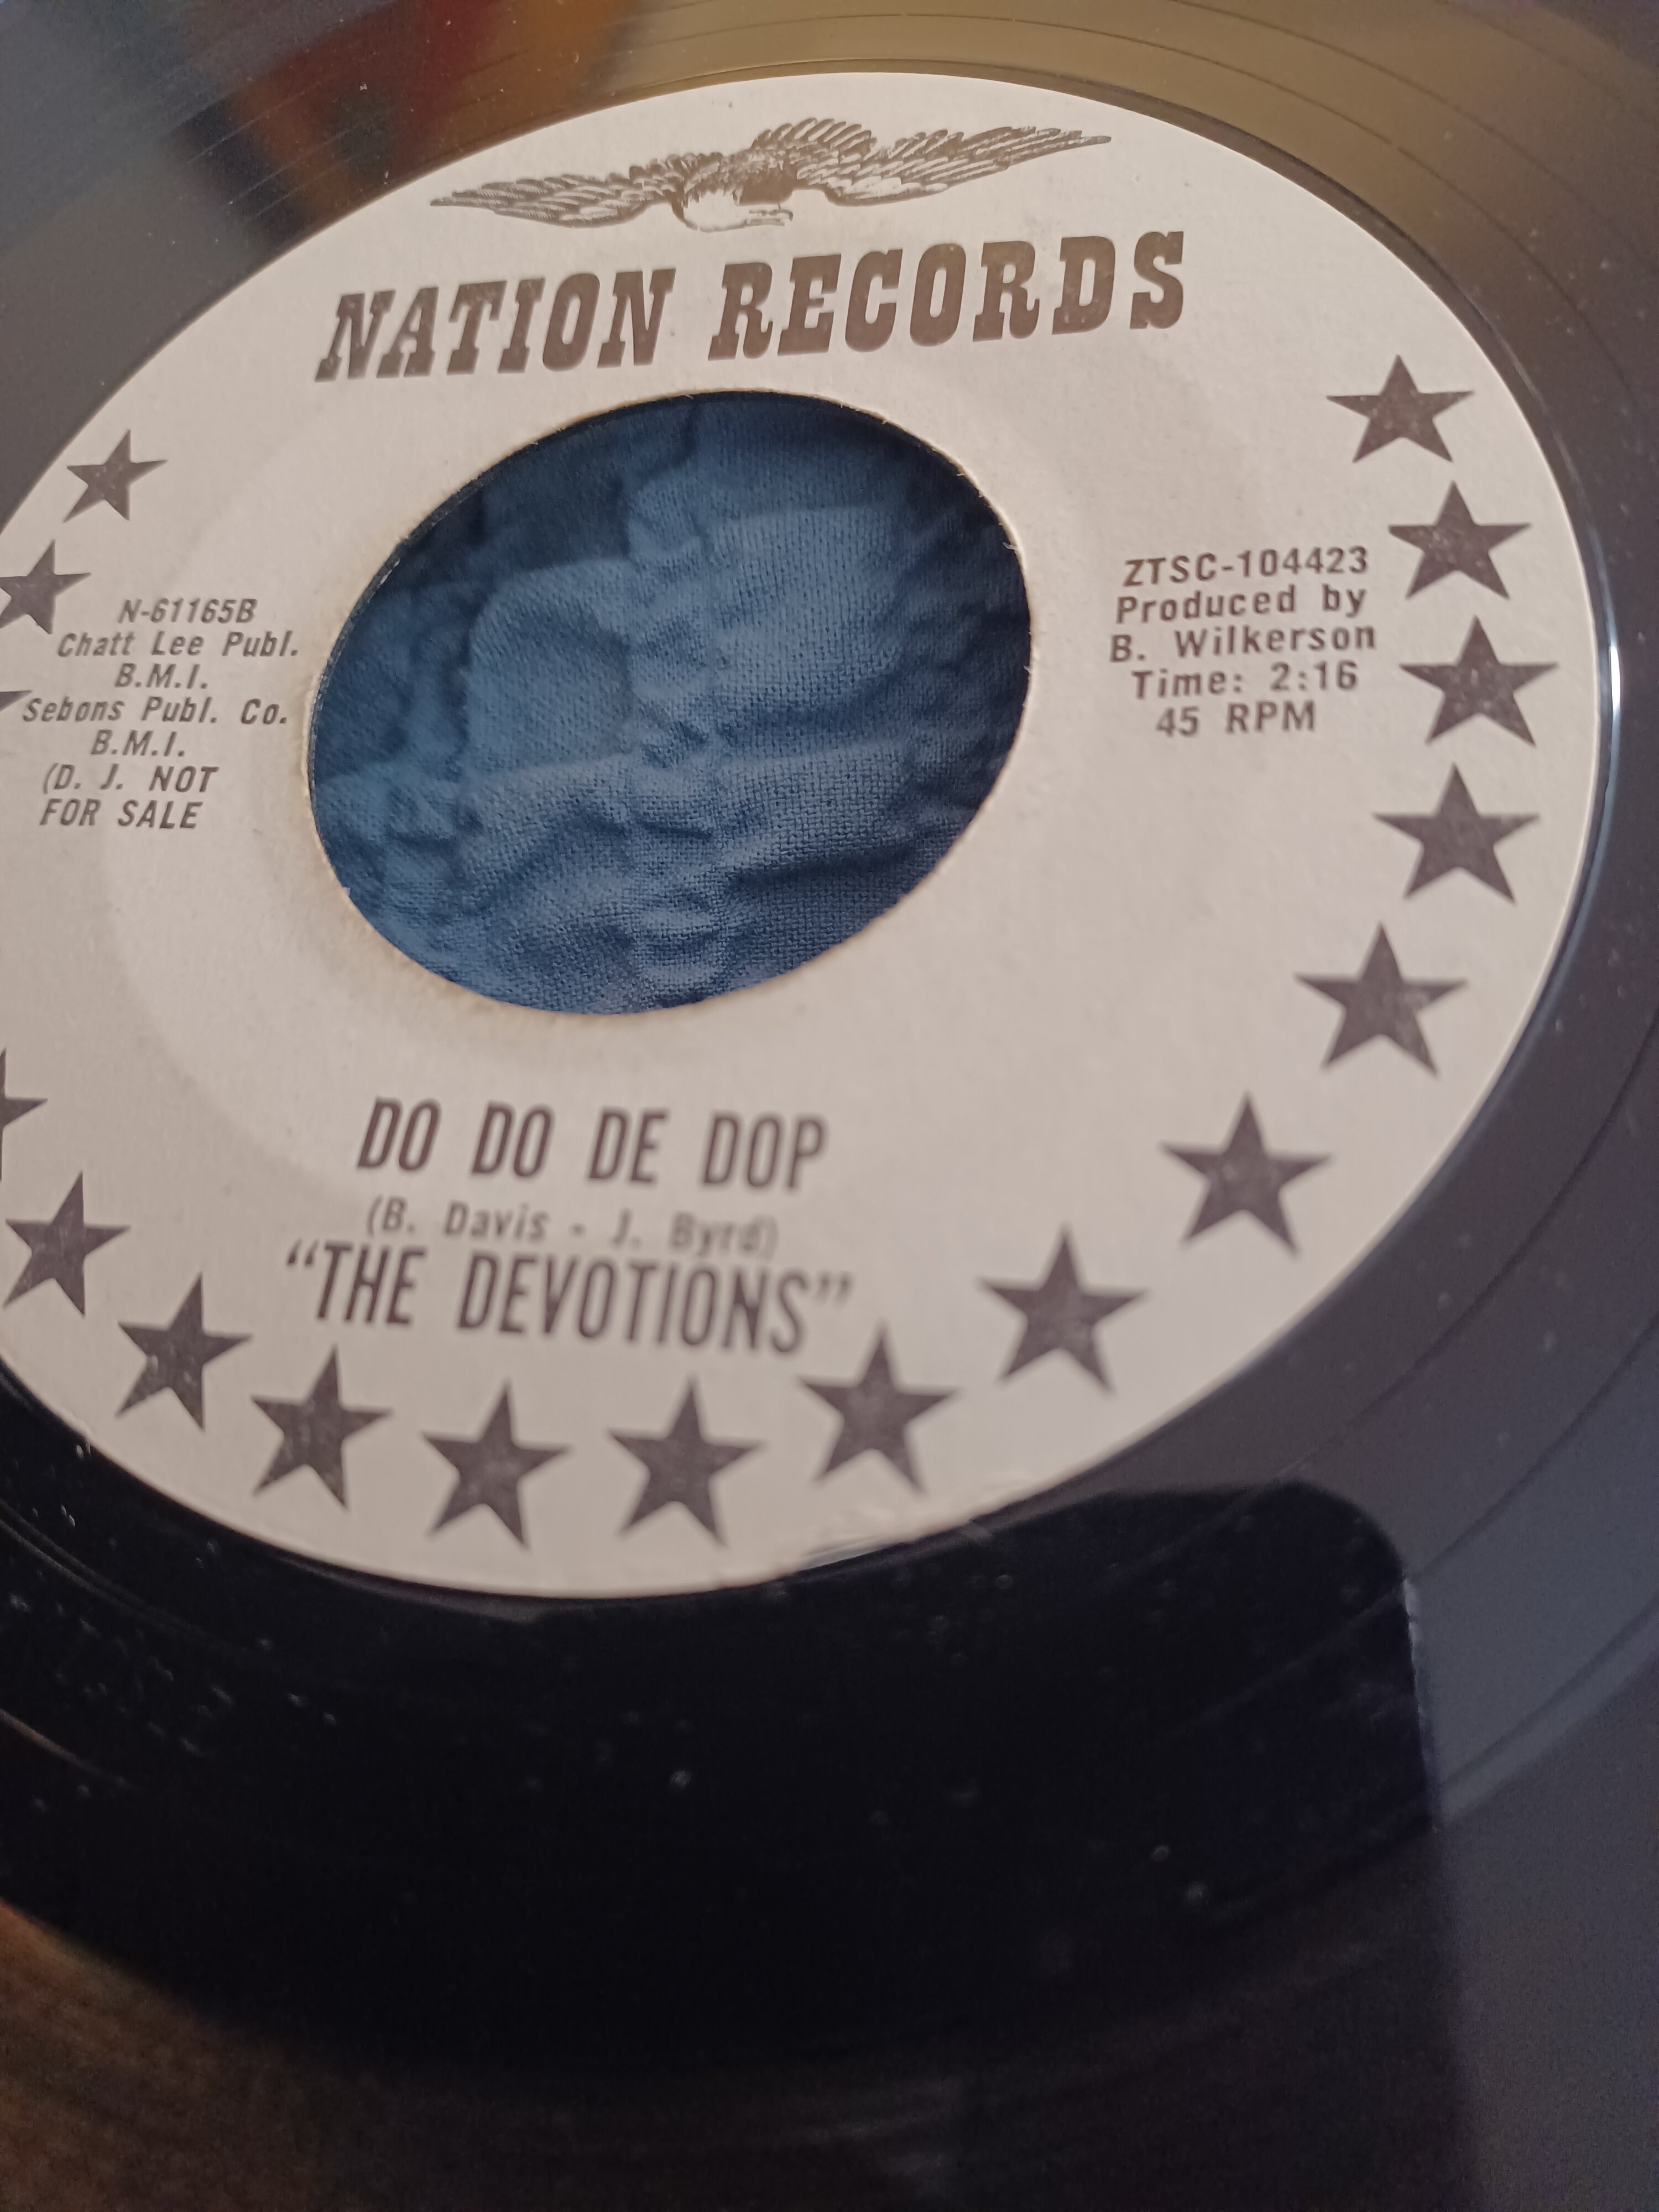 NATION RECORDS
N-61165B
Chatt Lee Publ.
B.M.I.
Sebons Publ. Co.
B.M.I.
(D. J. NOT
FOR SALE
ZTSC-104423
Produced by
B. Wilkerson
Time: 2:16
45 RPM
DO DO DE DOP
(B. Davis - J. Byrd)
"THE DEVOTIONS"